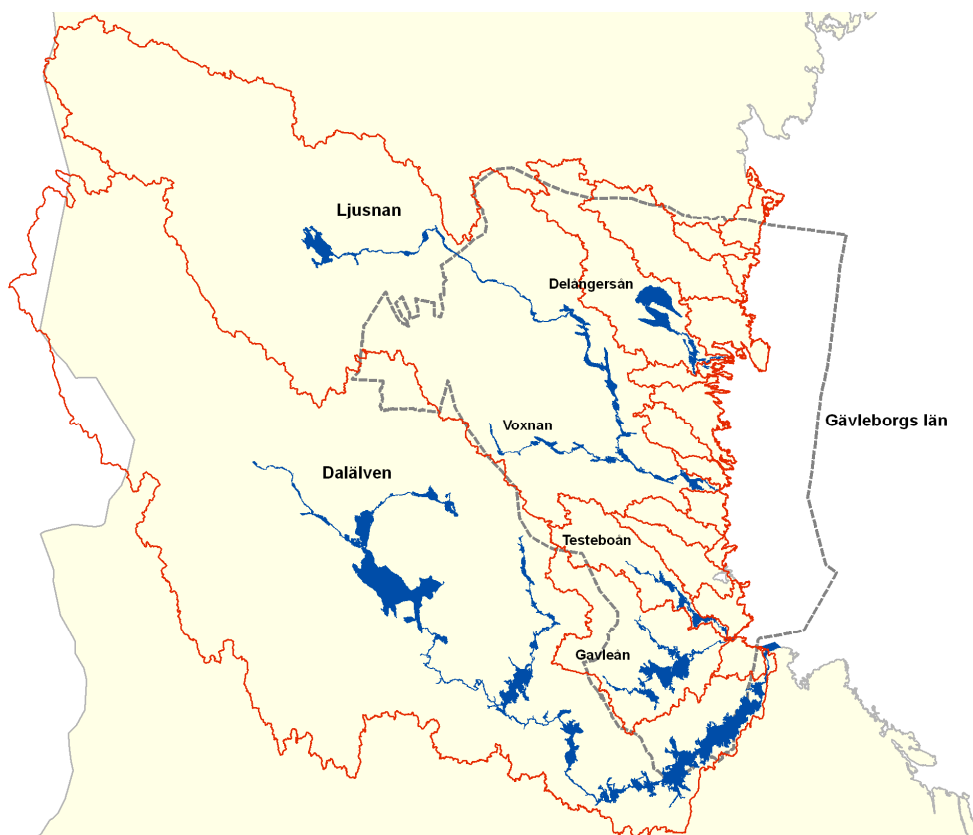 Ljusnan
Delångersån
Gävleborgs län
Voxnan
Dalälven
Testeboån
Gavleån